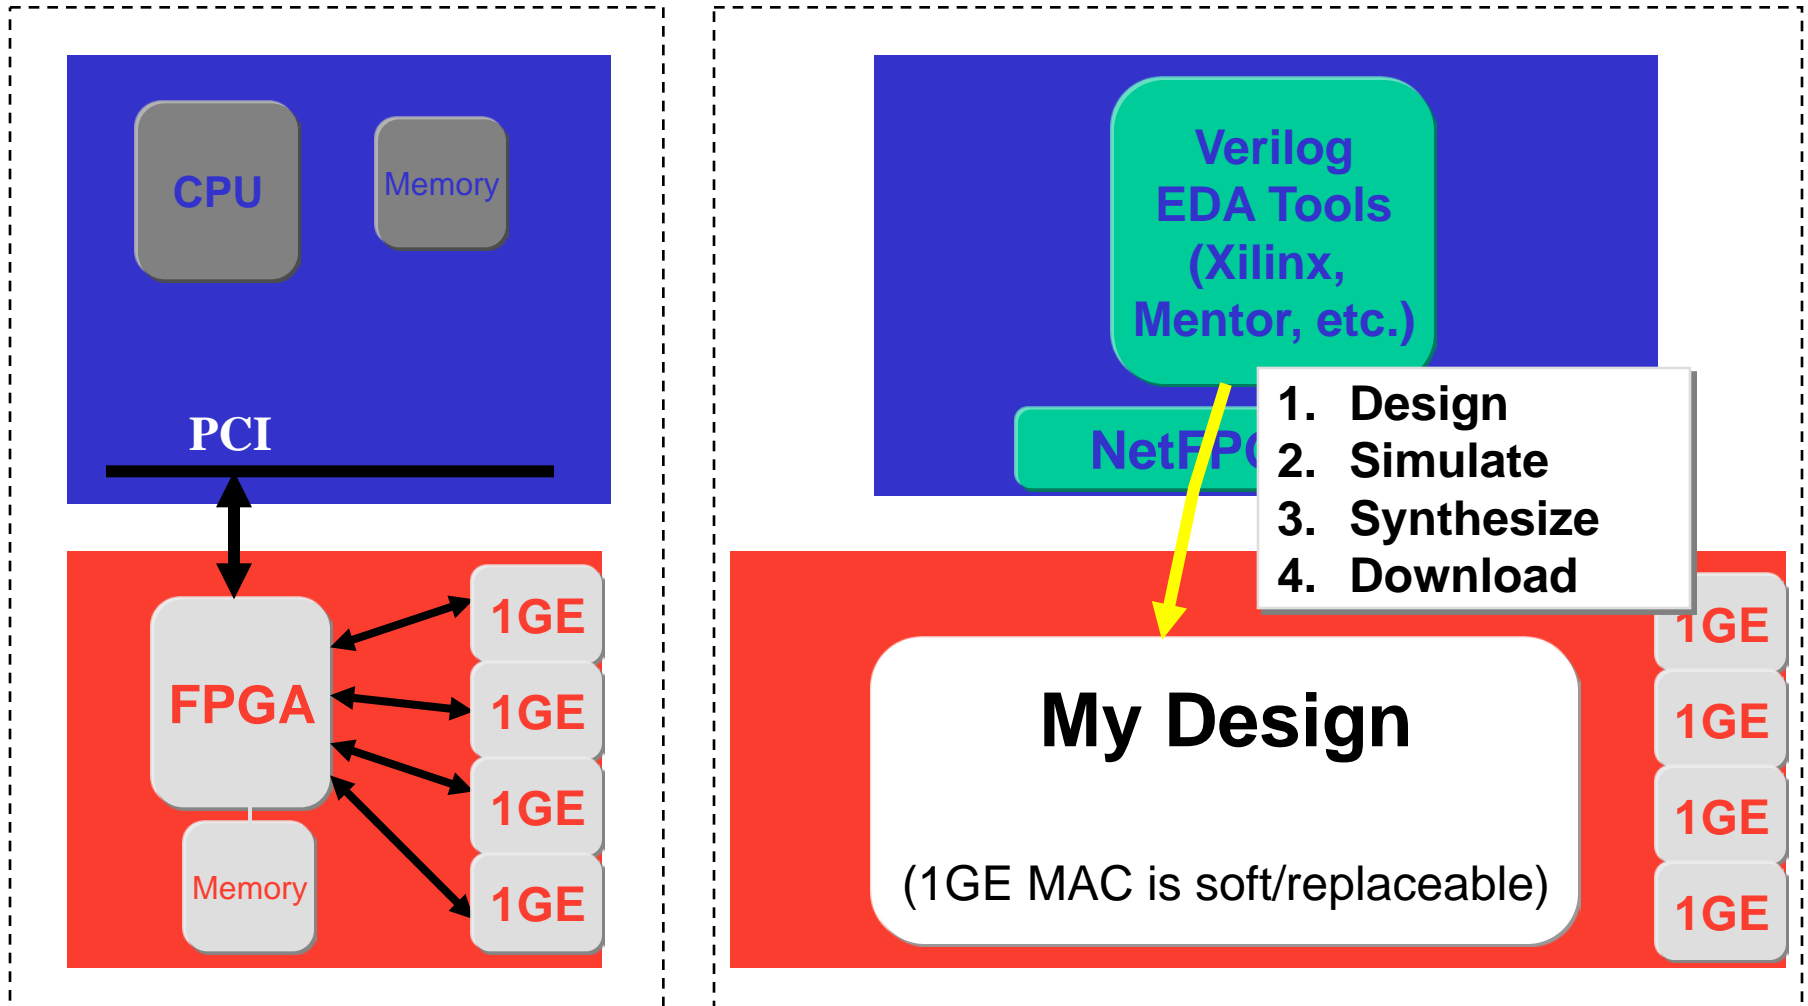 CPU
Memory
PCI
FPGA
Memory
1GE
1GE
1GE
1GE
Verilog
EDA Tools
(Xilinx,
Mentor, etc.)
1. Design
2. Simulate
3. Synthesize
4. Download
My Design
(1GE MAC is soft/replaceable)
1GE
1GE
1GE
1GE